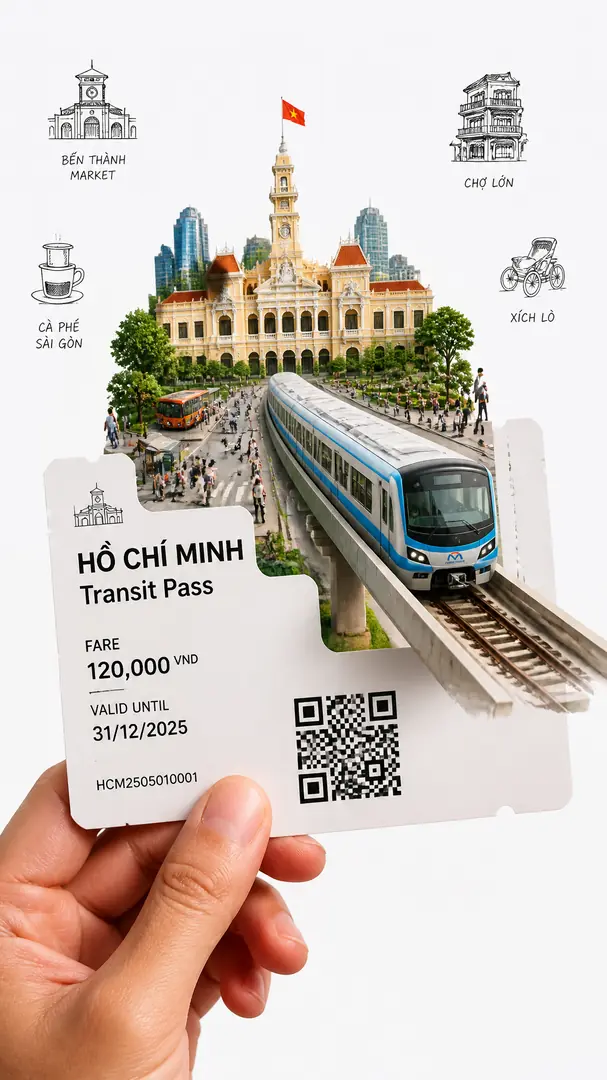 BẾN THÀNH
MARKET
CHỢ LỚN
CÀ PHÊ
SÀI GÒN
XÍCH LÔ
HỒ CHÍ MINH
Transit Pass
FARE
120,000 VND
VALID UNTIL
31/12/2025
HCM2505010001